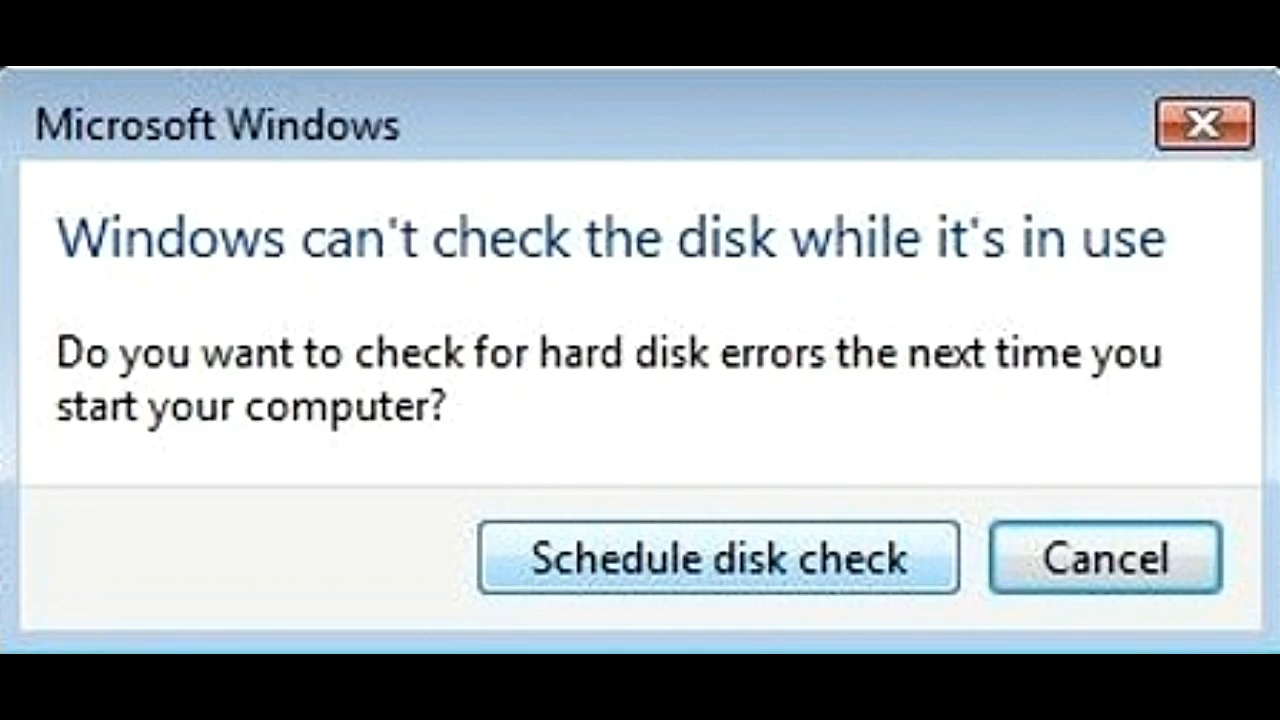 Microsoft Windows
Windows can't check the disk while it's in use
Do you want to check for hard disk errors the next time you
start your computer?
Schedule disk check
Cancel